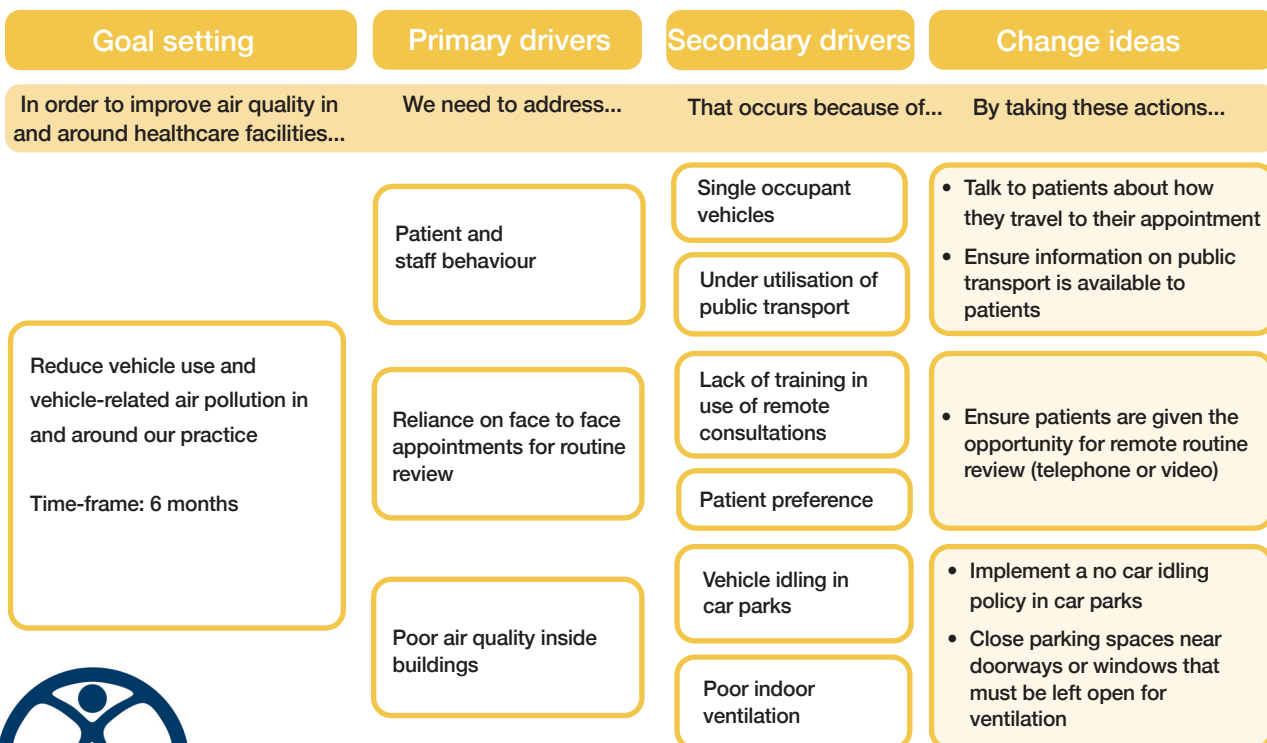 Goal setting
Primary drivers
Secondary drivers
Change ideas
In order to improve air quality in
and around healthcare facilities...
We need to address...
That occurs because of...
By taking these actions...
Reduce vehicle use and
vehicle-related air pollution in
and around our practice
Time-frame: 6 months
Patient and
staff behaviour
Single occupant
vehicles
Under utilisation of
public transport
• Talk to patients about how
they travel to their appointment
• Ensure information on public
transport is available to
patients
Reliance on face to face
appointments for routine
review
Lack of training in
use of remote
consultations
Patient preference
• Ensure patients are given the
opportunity for remote routine
review (telephone or video)
Poor air quality inside
buildings
Vehicle idling in
car parks
Poor indoor
ventilation
• Implement a no car idling
policy in car parks
• Close parking spaces near
doorways or windows that
must be left open for
ventilation